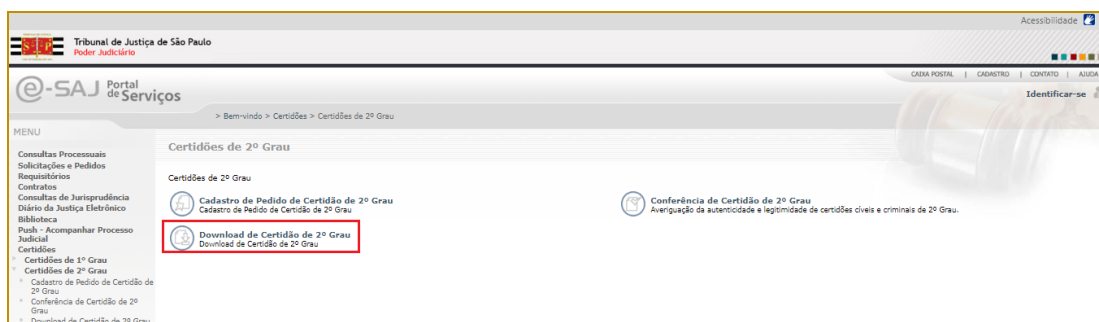 Acessibilidade
Tribunal de Justiça de São Paulo
Poder Judiciário
CAIXA POSTAL | CADASTRO | CONTATO | AJUDA
e-SAJ Portal de Serviços
Identificar-se
> Bem-vindo > Certidões > Certidões de 2º Grau
MENU
Consultas Processuais
Solicitações e Pedidos
Requisitórios
Contratos
Consultas de Jurisprudência
Diário da Justiça Eletrônico
Biblioteca
Push - Acompanhar Processo
Judicial
Certidões
Certidões de 1º Grau
Certidões de 2º Grau
Cadastro de Pedido de Certidão de
2º Grau
Conferência de Certidão de 2º
Grau
Download de Certidão de 2º Grau
Certidões de 2º Grau
Certidões de 2º Grau
Cadastro de Pedido de Certidão de 2º Grau
Cadastro de Pedido de Certidão de 2º Grau
Conferência de Certidão de 2º Grau
Averiguação da autenticidade e legitimidade de certidões cíveis e criminais de 2º Grau.
Download de Certidão de 2º Grau
Download de Certidão de 2º Grau